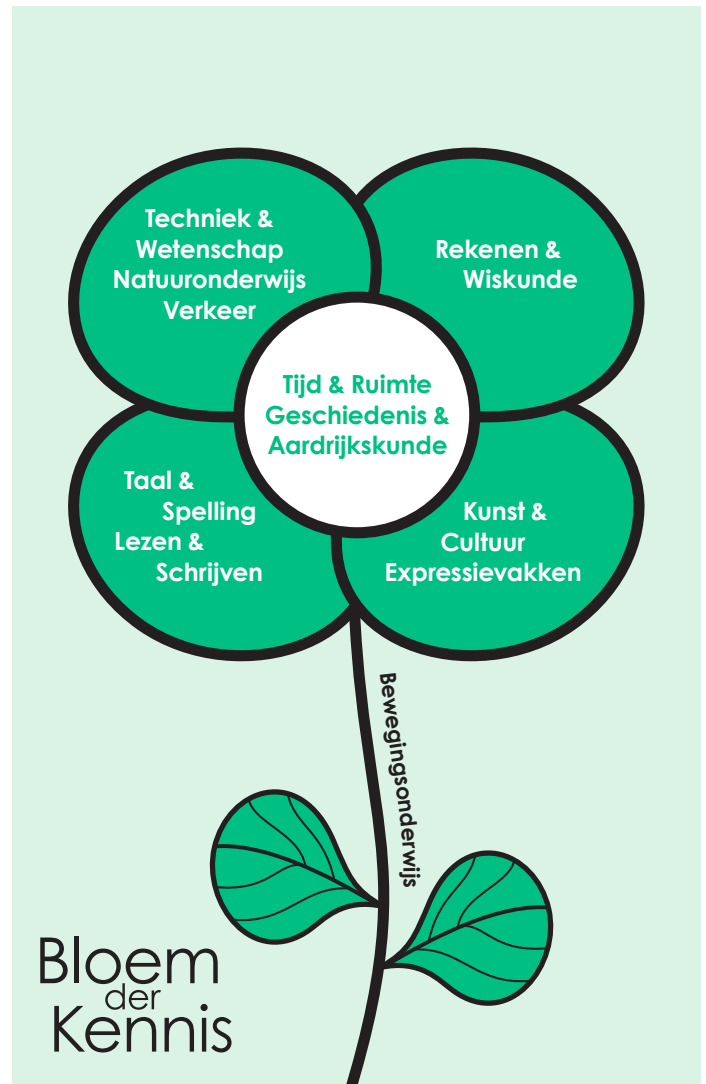 Techniek &
Wetenschap
Natuuronderwijs
Verkeer
Rekenen &
Wiskunde
Tijd & Ruimte
Geschiedenis &
Aardrijkskunde
Taal &
Spelling
Lezen &
Schrijven
Kunst &
Cultuur
Expressievakken
Bewegingsonderwijs
Bloem
der
Kennis